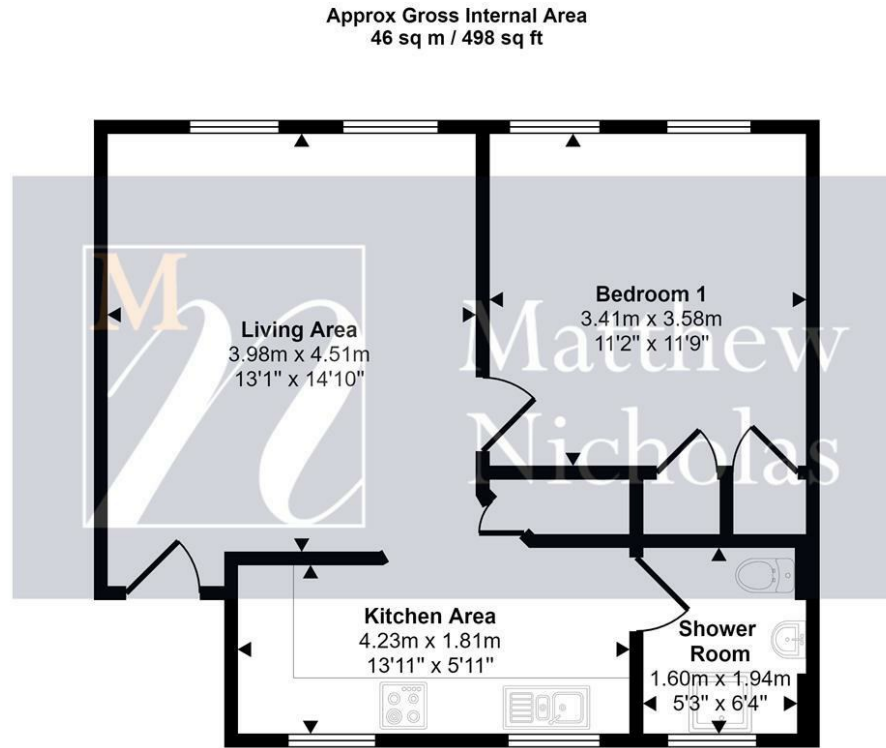 Approx Gross Internal Area
46 sq m / 498 sq ft
M
n
Matthew
Nicholas
Living Area
3.98m x 4.51m
13'1" x 14'10"
Bedroom 1
3.41m x 3.58m
11'2" x 11'9"
Kitchen Area
4.23m x 1.81m
13'11" x 5'11"
Shower
Room
1.60m x 1.94m
5'3" x 6'4"